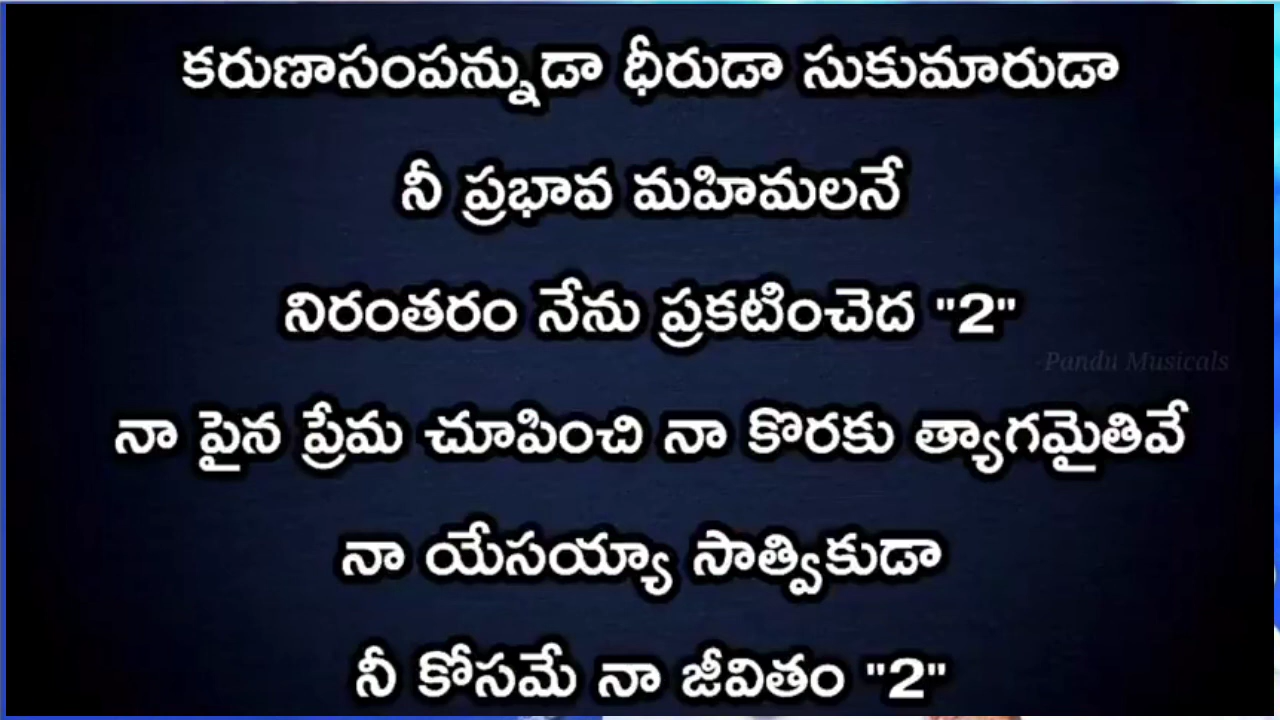 కరుణాసంపన్నుడా ధీరుడా సుకుమారుడా
నీ ప్రభావ మహిమలనే
నిరంతరం నేను ప్రకటించెద "2"
Pandu Musicals
నా పైన ప్రేమ చూపించి నా కొరకు త్యాగమైతివే
నా యేసయ్యా సాత్వికుడా
నీ కోసమే నా జీవితం "2"